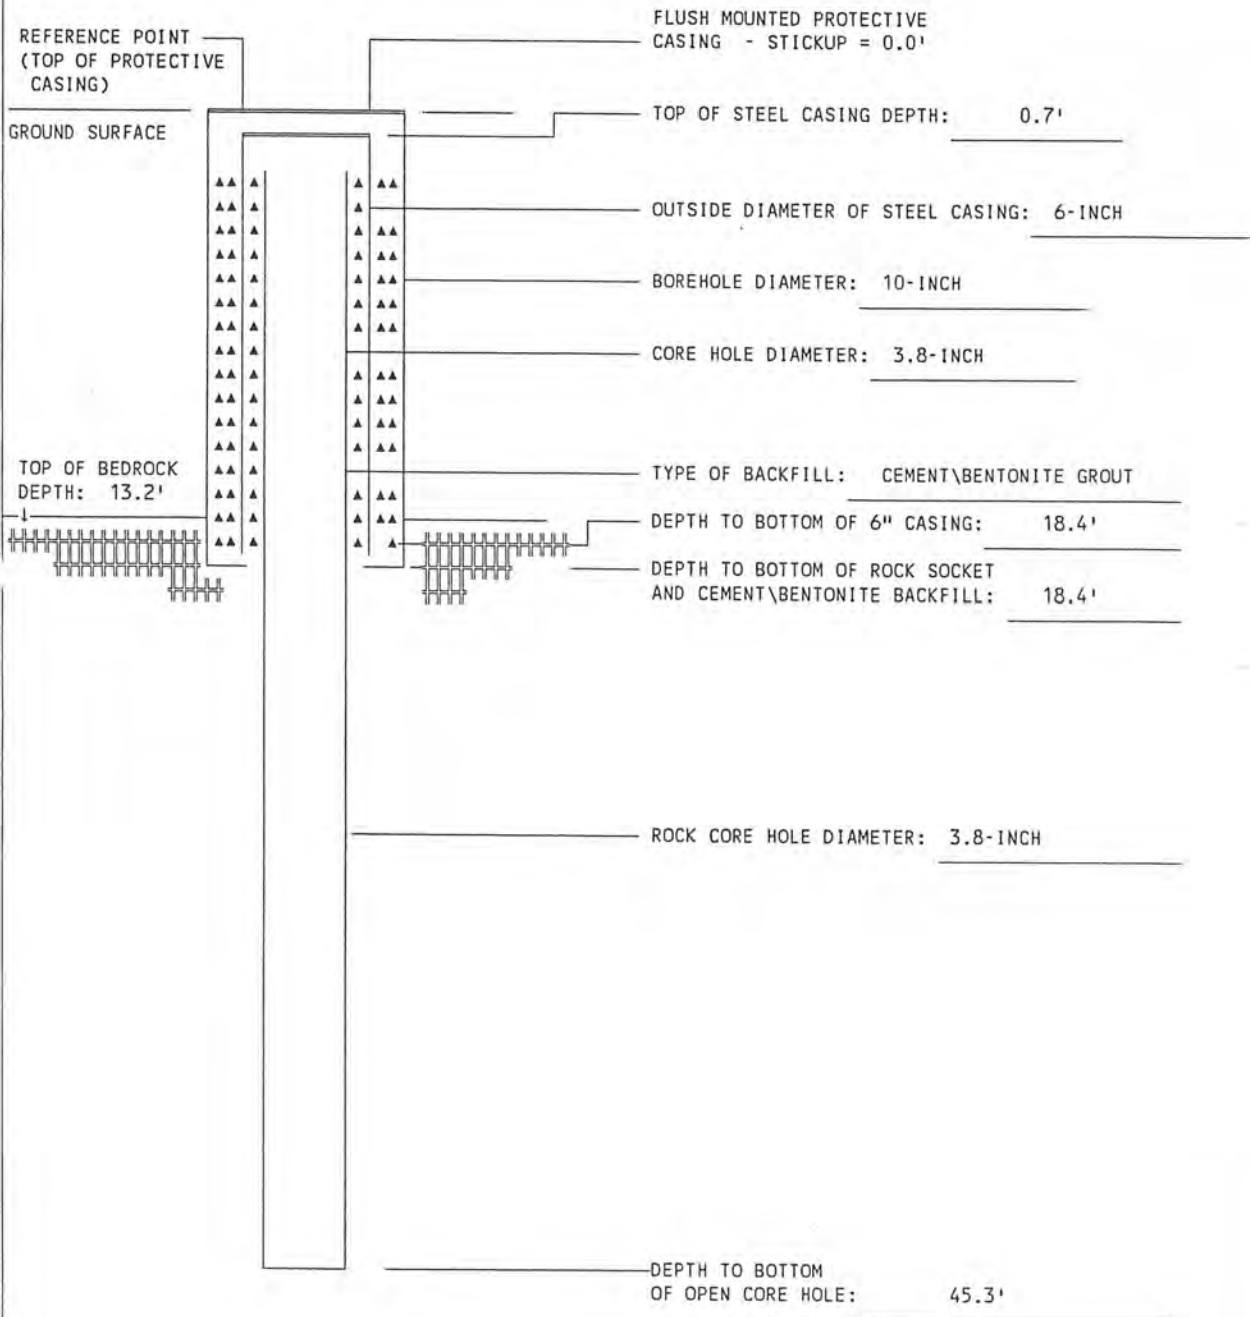 REFERENCE POINT
(TOP OF PROTECTIVE
CASING)
GROUND SURFACE
FLUSH MOUNTED PROTECTIVE
CASING - STICKUP = 0.0'
TOP OF STEEL CASING DEPTH: 0.7'
OUTSIDE DIAMETER OF STEEL CASING: 6-INCH
BOREHOLE DIAMETER: 10-INCH
CORE HOLE DIAMETER: 3.8-INCH
TOP OF BEDROCK
DEPTH: 13.2'
TYPE OF BACKFILL: CEMENT\BENTONITE GROUT
DEPTH TO BOTTOM OF 6" CASING: 18.4'
DEPTH TO BOTTOM OF ROCK SOCKET
AND CEMENT\BENTONITE BACKFILL: 18.4'
ROCK CORE HOLE DIAMETER: 3.8-INCH
DEPTH TO BOTTOM
OF OPEN CORE HOLE: 45.3'